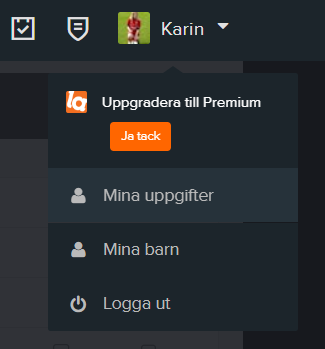 Karin
Uppgradera till Premium
Ja tack
Mina uppgifter
Mina barn
Logga ut